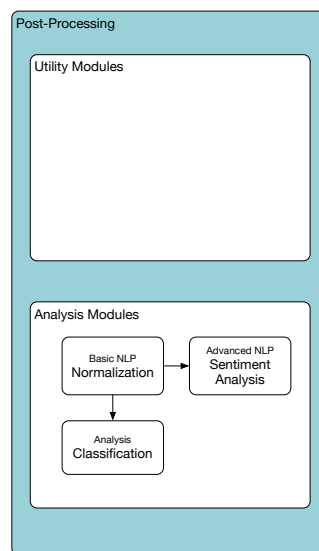 Post-Processing
Utility Modules
Analysis Modules
Basic NLP
Normalization
Advanced NLP
Sentiment
Analysis
Analysis
Classification